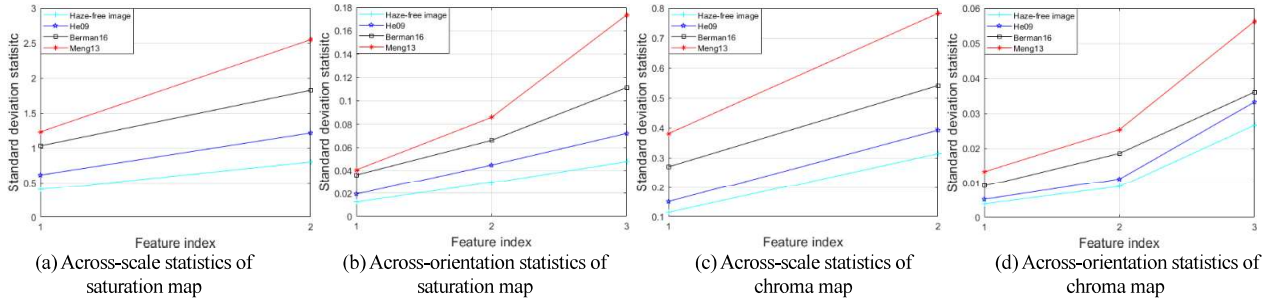 3
2.5
2
1.5
1
0.5
0
Standard deviation statisitc
Haze-free image
He09
Berman16
Meng13
1
2
Feature index
(a) Across-scale statistics of
saturation map
0.18
0.16
0.14
0.12
0.1
0.08
0.06
0.04
0.02
0
Standard deviation statisitc
Haze-free image
He09
Berman16
Meng13
1
2
3
Feature index
(b) Across-orientation statistics of
saturation map
0.8
0.7
0.6
0.5
0.4
0.3
0.2
0.1
Standard deviation statisitc
Haze-free image
He09
Berman16
Meng13
1
2
Feature index
(c) Across-scale statistics of
chroma map
0.06
0.05
0.04
0.03
0.02
0.01
0
Standard deviation statisitc
Haze-free image
He09
Berman16
Meng13
1
2
3
Feature index
(d) Across-orientation statistics of
chroma map